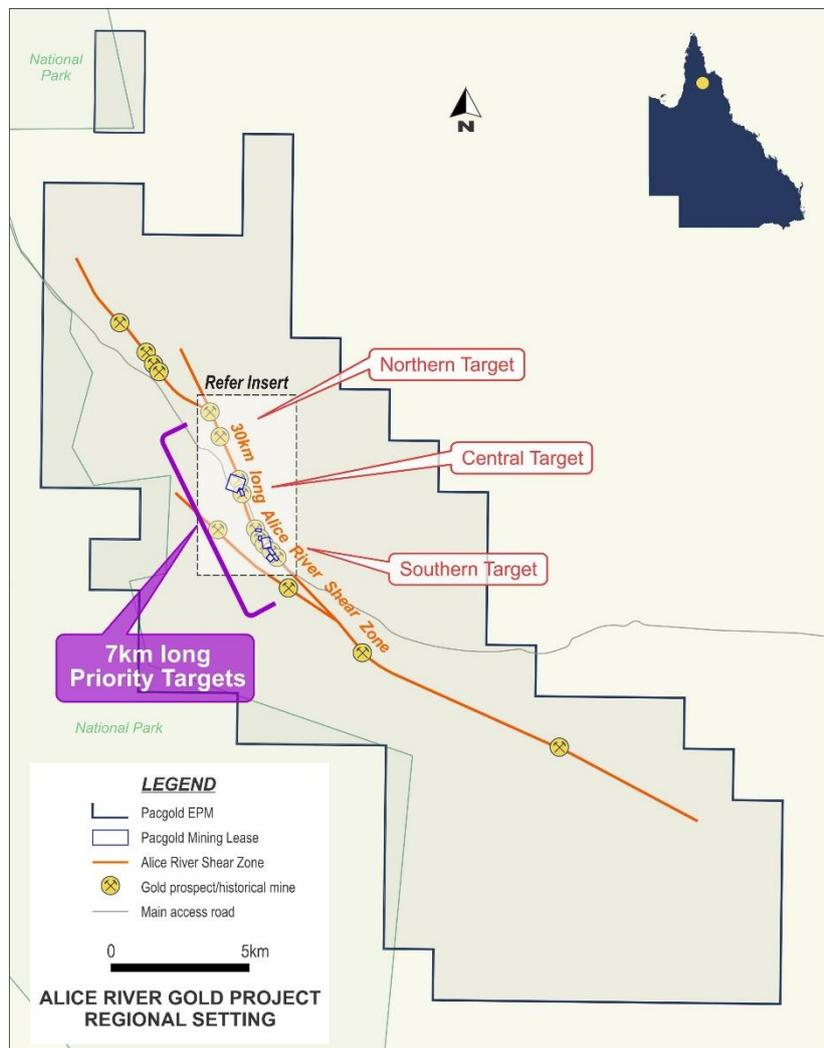 National
Park
N
Refer Insert
Northern Target
30km long Alice River Shear Zone
Central Target
Southern Target
7km long
Priority Targets
National Park
LEGEND
Pacgold EPM
Pacgold Mining Lease
Alice River Shear Zone
Gold prospect/historical mine
Main access road
0 5km
ALICE RIVER GOLD PROJECT
REGIONAL SETTING